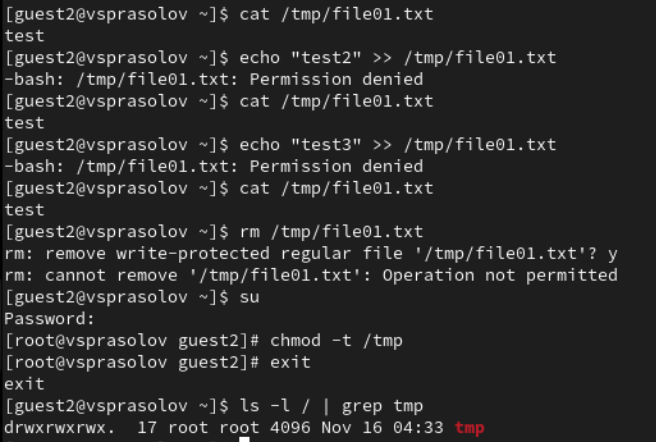 [guest2@vsprasolov ~]$ cat /tmp/file01.txt
test
[guest2@vsprasolov ~]$ echo "test2" >> /tmp/file01.txt
-bash: /tmp/file01.txt: Permission denied
[guest2@vsprasolov ~]$ cat /tmp/file01.txt
test
[guest2@vsprasolov ~]$ echo "test3" >> /tmp/file01.txt
-bash: /tmp/file01.txt: Permission denied
[guest2@vsprasolov ~]$ cat /tmp/file01.txt
test
[guest2@vsprasolov ~]$ rm /tmp/file01.txt
rm: remove write-protected regular file '/tmp/file01.txt'? y
rm: cannot remove '/tmp/file01.txt': Operation not permitted
[guest2@vsprasolov ~]$ su
Password:
[root@vsprasolov guest2]# chmod -t /tmp
[root@vsprasolov guest2]# exit
exit
[guest2@vsprasolov ~]$ ls -l / | grep tmp
drwxrwxrwx.  17 root root 4096 Nov 16 04:33 tmp